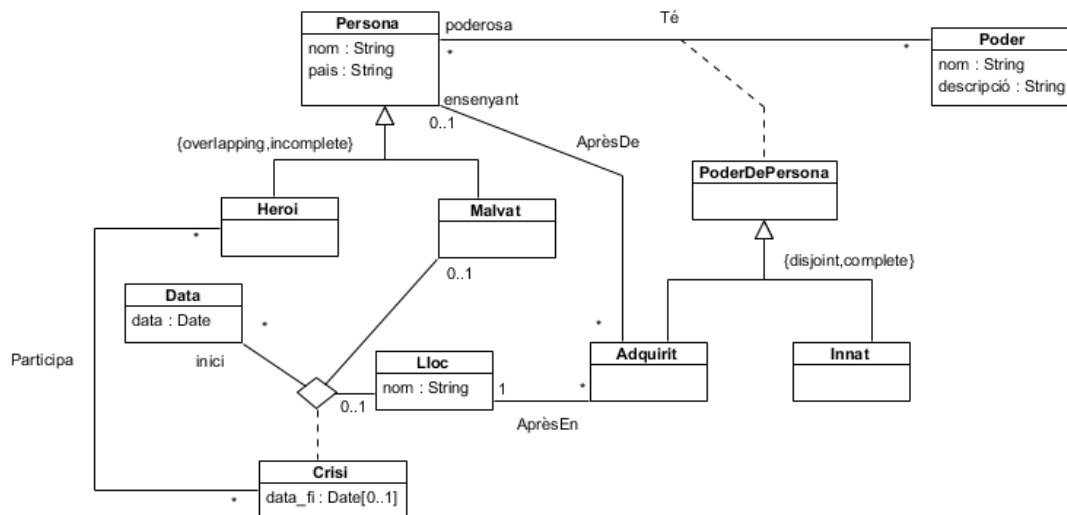 Persona
nom : String
pais : String
poderosa
*
Té
*
Poder
nom : String
descripció : String
ensenyant
0..1
AprèsDe
{overlapping,incomplete}
PoderDePersona
Heroi
*
Malvat
0..1
{disjoint,complete}
Data
data : Date
*
inici
Participa
Lloc
nom : String
0..1
1
*
*
AprèsEn
Adquirit
Innat
Crisi
data_fi : Date[0..1]
*